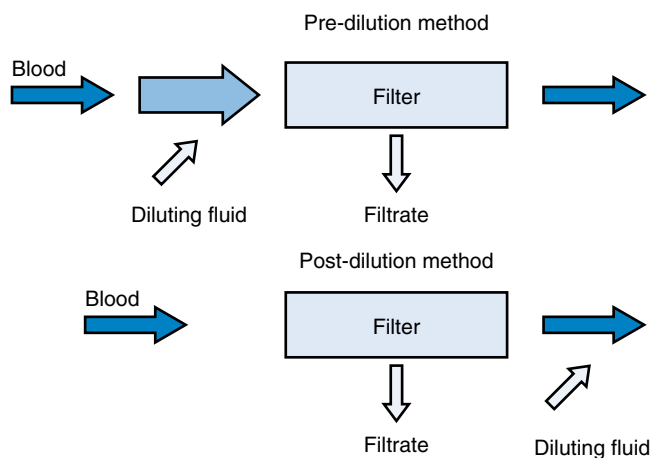 Pre-dilution method
Blood
Filter
Diluting fluid
Filtrate
Post-dilution method
Blood
Filter
Filtrate
Diluting fluid